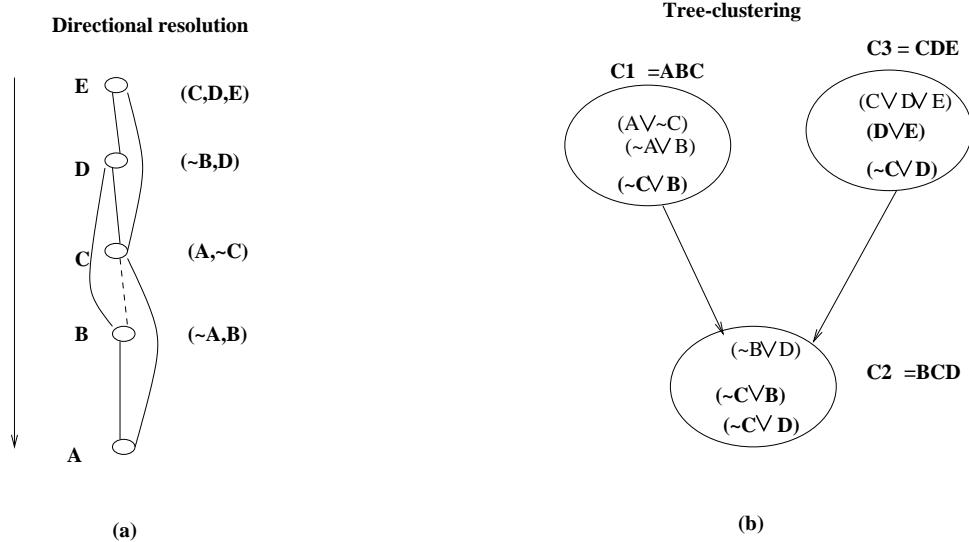 Directional resolution
E (C,D,E)
D (~B,D)
C (A,~C)
B (~A,B)
A
(a)
Tree-clustering
C1 =ABC
(A∨~C)
(~A∨B)
(~C∨B)
C3 = CDE
(C∨D∨E)
(D∨E)
(~C∨D)
(~B∨D)
(~C∨B)
(~C∨D)
C2 =BCD
(b)